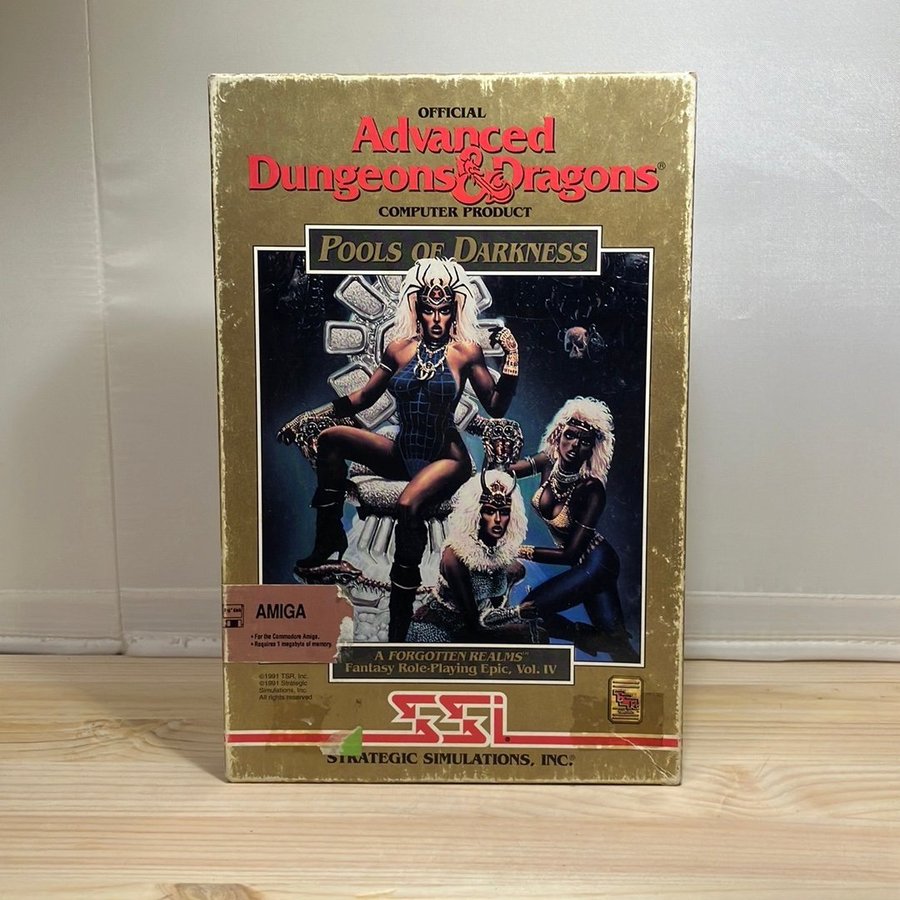 OFFICIAL
Advanced
Dungeons & Dragons®
COMPUTER PRODUCT
POOLS OF DARKNESS
AMIGA
• For the Commodore Amiga.
• Requires 1 megabyte of memory.
A FORGOTTEN REALMS™
Fantasy Role-Playing Epic, Vol. IV
©1991 TSR, Inc.
©1991 Strategic
Simulations, Inc.
All rights reserved
SSI®
STRATEGIC SIMULATIONS, INC.®